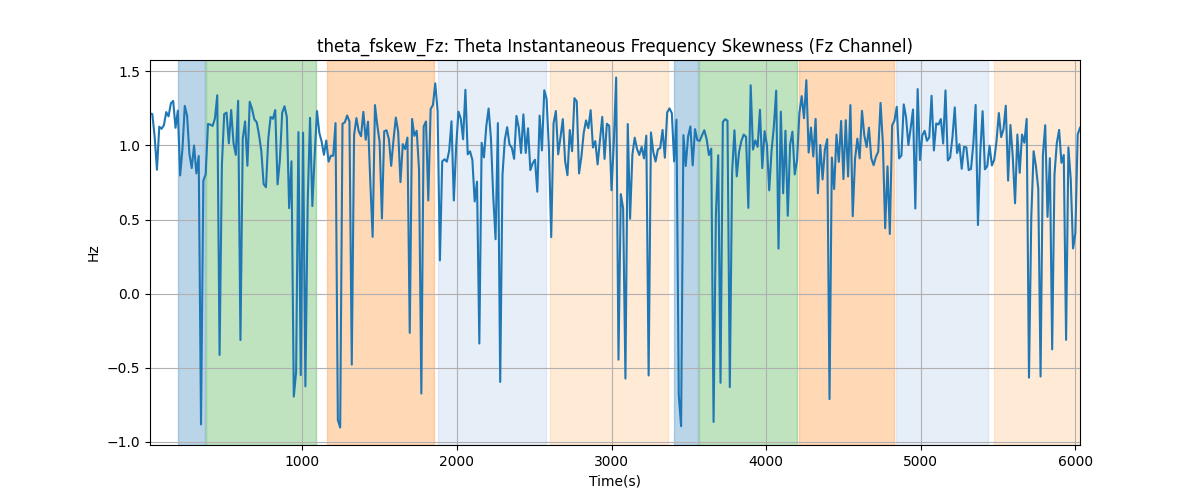 theta_fskew_Fz: Theta Instantaneous Frequency Skewness (Fz Channel)
1.5
1.0
0.5
0.0
−0.5
−1.0
Hz
1000 2000 3000 4000 5000 6000
Time(s)